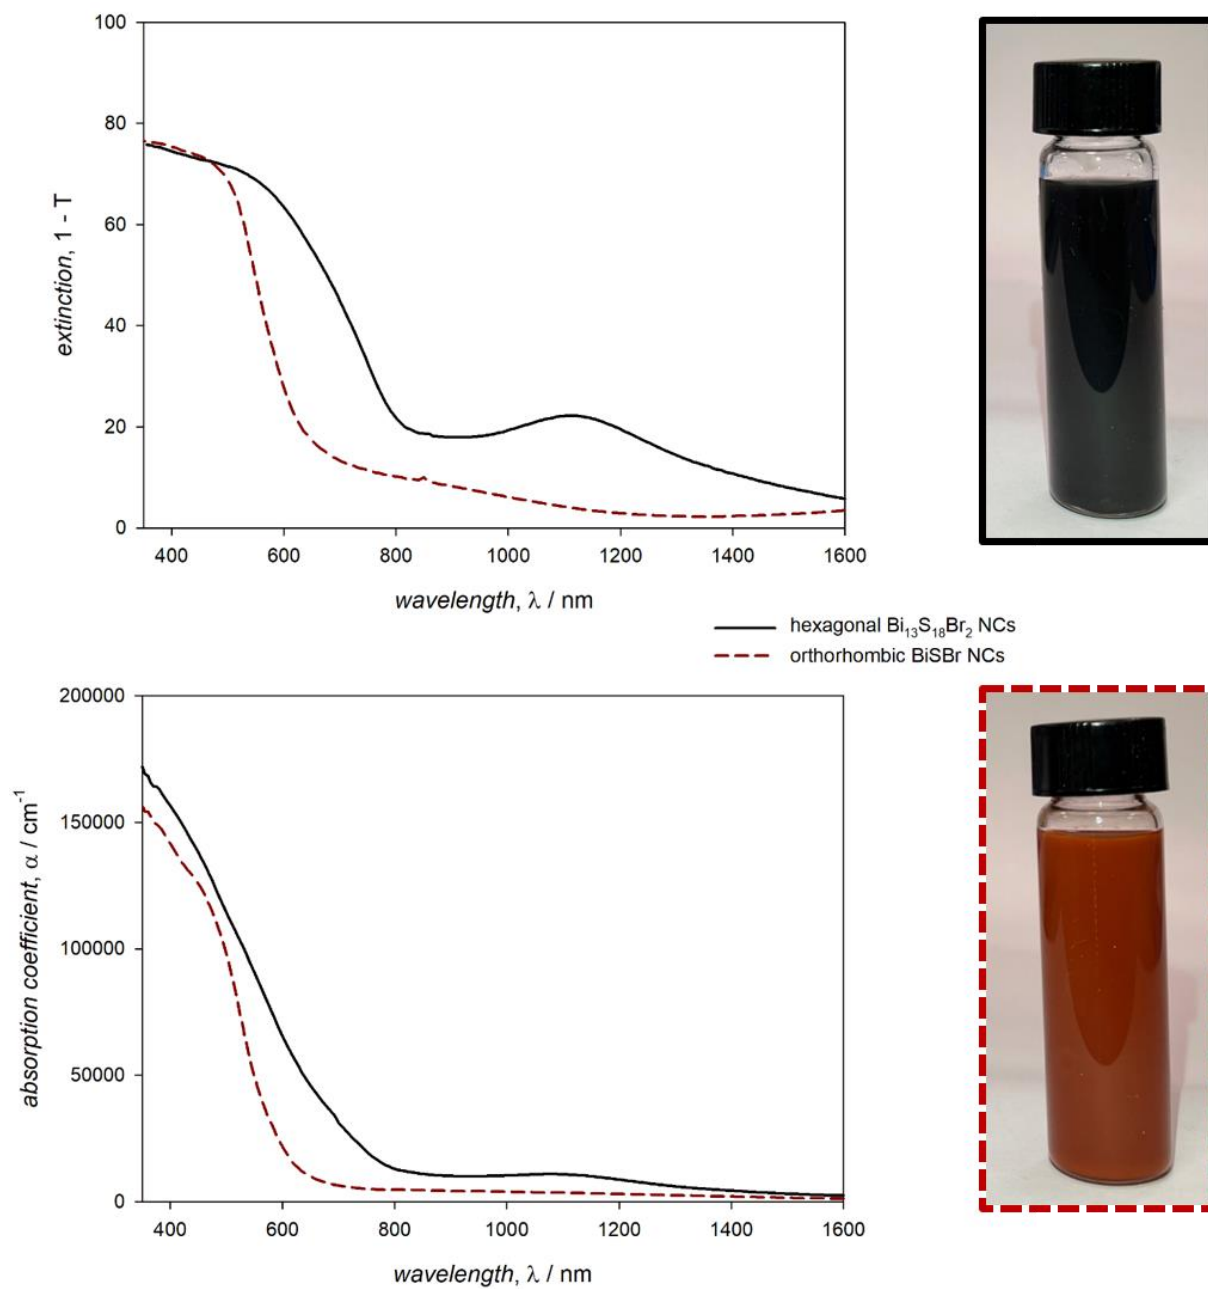 100
80
60
40
20
0
extinction, 1 - T
400 600 800 1000 1200 1400 1600
wavelength, λ / nm
hexagonal Bi₁₃S₁₈Br₂ NCs
orthorhombic BiSBr NCs
200000
150000
100000
50000
0
absorption coefficient, α / cm⁻¹
400 600 800 1000 1200 1400 1600
wavelength, λ / nm